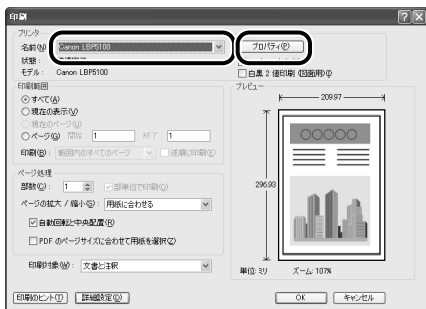 印刷
プリンタ
名前(N): Canon LBP5100
プロパティ(P)
状態:
モデル: Canon LBP5100
白黒 2 値印刷 (図面用)
印刷範囲
すべて(A)
現在の表示(V)
現在のページ(U)
ページ(G) 開始: 1 終了: 1
印刷(B): 範囲内のすべてのページ 逆順に印刷(E)
ページ処理
部数(C): 1 部単位で印刷(O)
ページの拡大 / 縮小(S): 用紙に合わせる
自動回転と中央配置(R)
PDF のページサイズに合わせて用紙を選択(Z)
印刷対象(W): 文書と注釈
プレビュー
209.97
296.93
単位: ミリ ズーム: 107%
印刷のヒント(T) 詳細設定(D) OK キャンセル